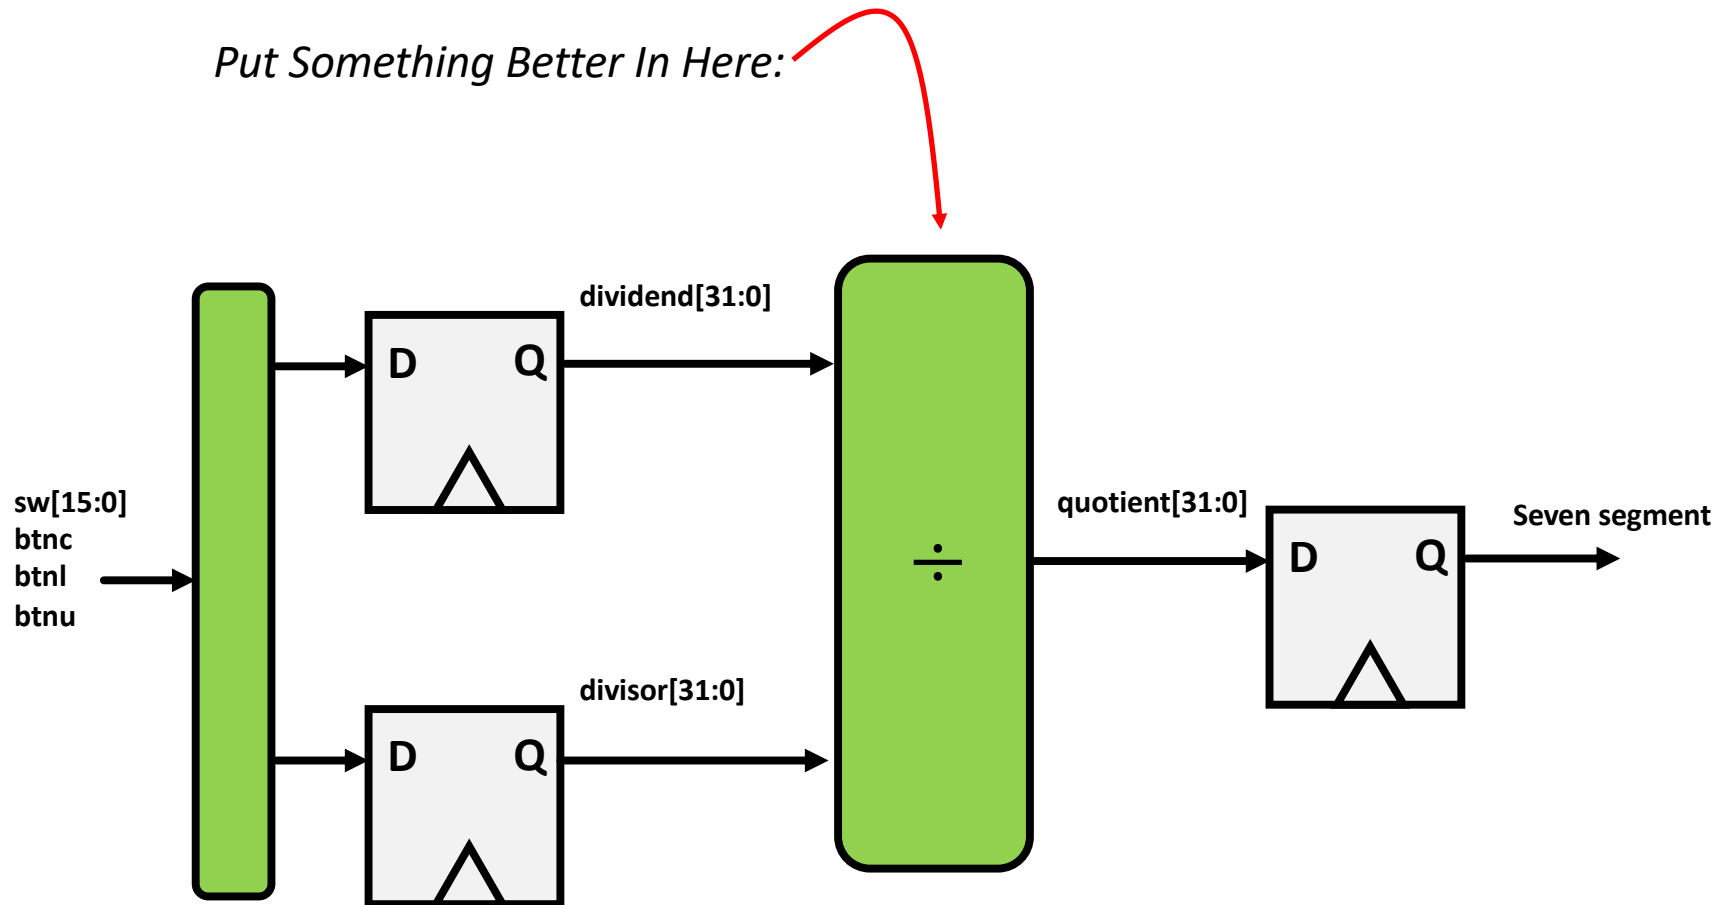 Put Something Better In Here:
dividend[31:0]
D Q
sw[15:0]
btnc
btnl
btnu
÷
quotient[31:0]
D Q
Seven segment
divisor[31:0]
D Q